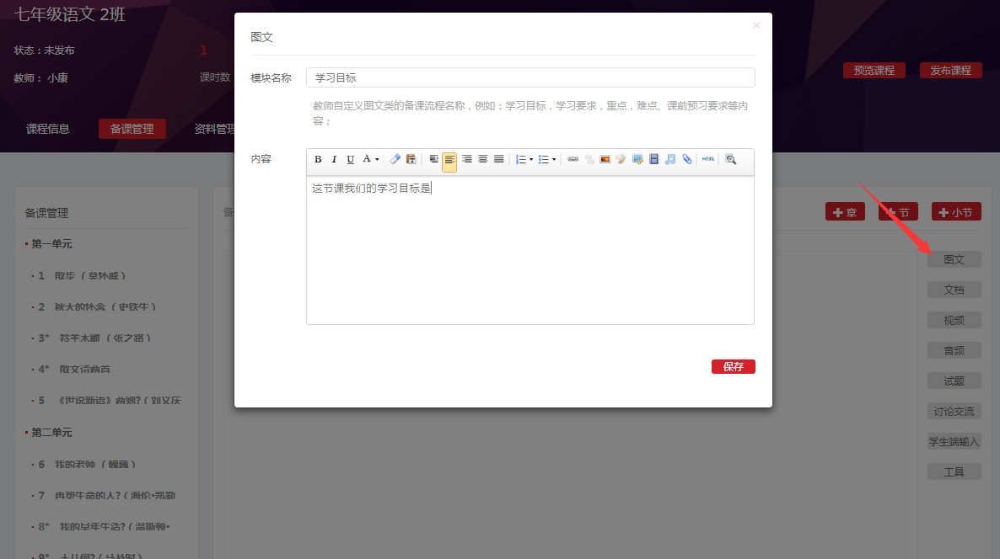 七年级语文 2班
状态：未发布
1
教师： 小康
课时数
预览课程
发布课程
课程信息
备课管理
资料管理
图文
×
模块名称
学习目标
教师自定义图文类的备课流程名称，例如：学习目标，学习要求，重点，难点、课前预习要求等内
容；
内容
B I U A
HTML
这节课我们的学习目标是
保存
备课管理
第一单元
1 散步 （莫怀戚）
2 秋天的怀念 （史铁生）
3* 羚羊木雕 （张之路）
4* 散文诗两首
5 《世说新语》两则?（刘义庆
第二单元
6 我的老师 （魏巍）
7 再塑生命的人?（海伦•凯勒
8* 我的早年生活?（温斯顿•
9*
备
章
节
小节
图文
文档
视频
音频
试题
讨论交流
学生端输入
工具